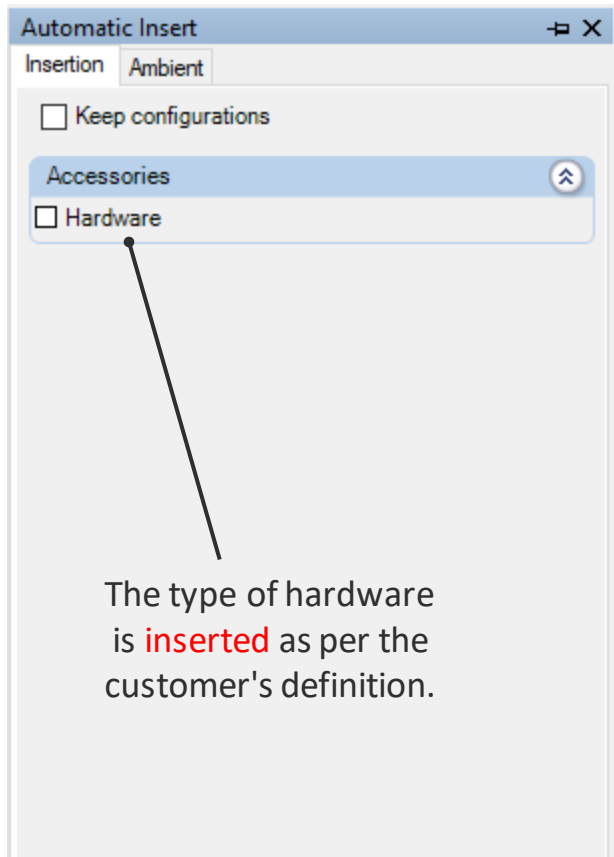 Automatic Insert
Insertion Ambient
Keep configurations
Accessories
Hardware
The type of hardware
is inserted as per the
customer's definition.